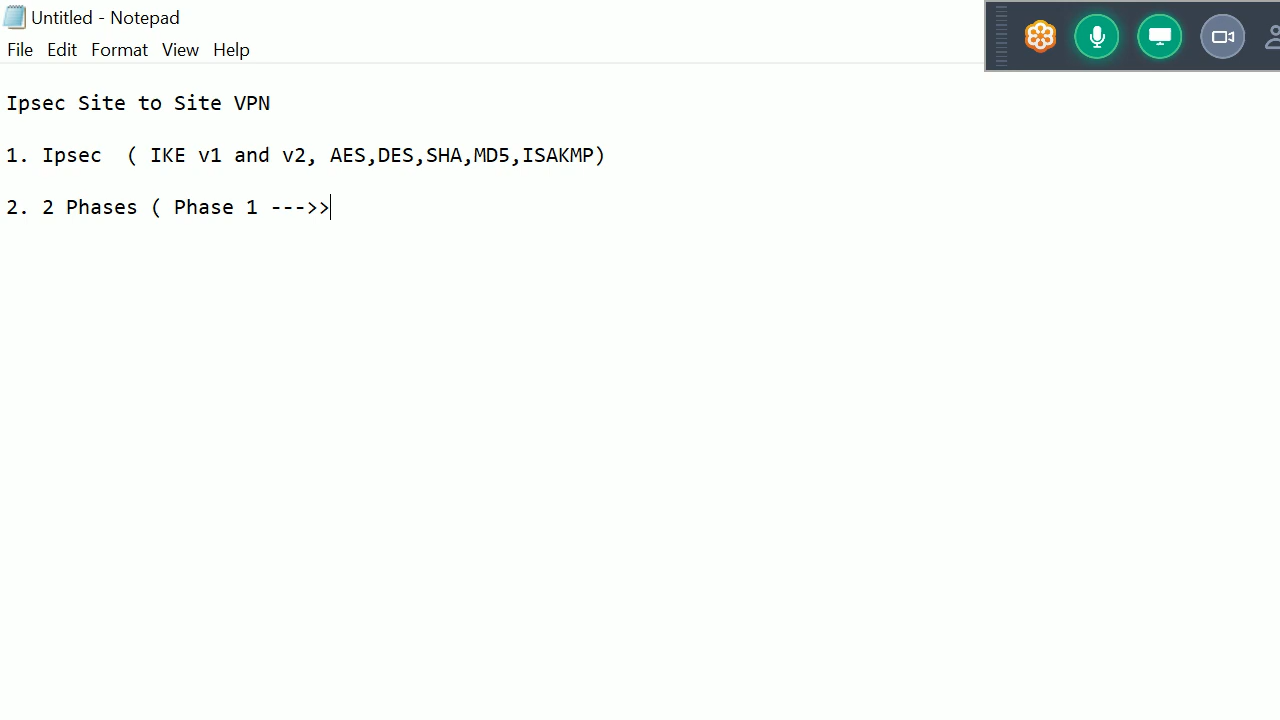 Untitled - Notepad
File Edit Format View Help
Ipsec Site to Site VPN
1. Ipsec  ( IKE v1 and v2, AES,DES,SHA,MD5,ISAKMP)
2. 2 Phases ( Phase 1 --->>